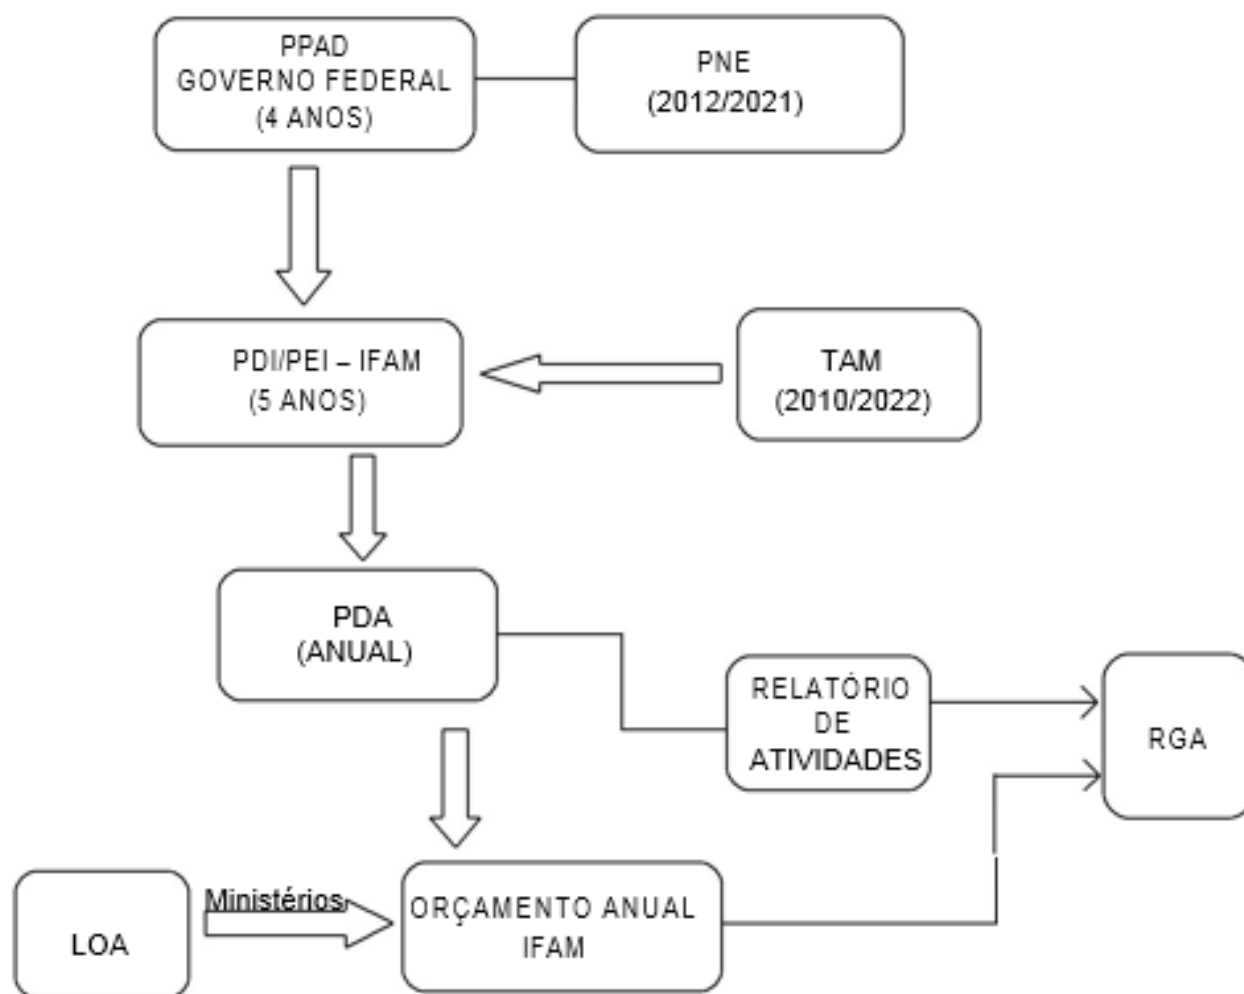 PPAD
GOVERNO FEDERAL
(4 ANOS)
PNE
(2012/2021)
PDI/PEI – IFAM
(5 ANOS)
TAM
(2010/2022)
PDA
(ANUAL)
RELATÓRIO
DE
ATIVIDADES
RGA
LOA
Ministérios
ORÇAMENTO ANUAL
IFAM